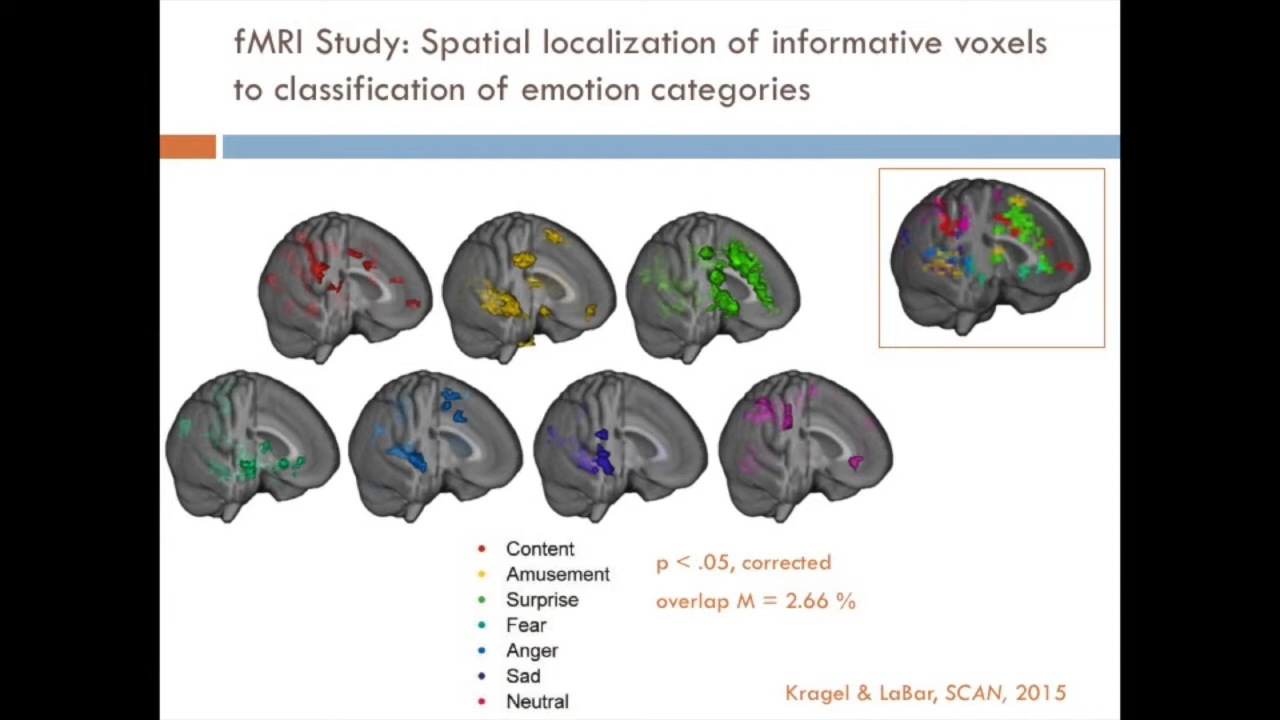 fMRI Study: Spatial localization of informative voxels
to classification of emotion categories
Content
Amusement
Surprise
Fear
Anger
Sad
Neutral
p < .05, corrected
overlap M = 2.66 %
Kragel & LaBar, SCAN, 2015